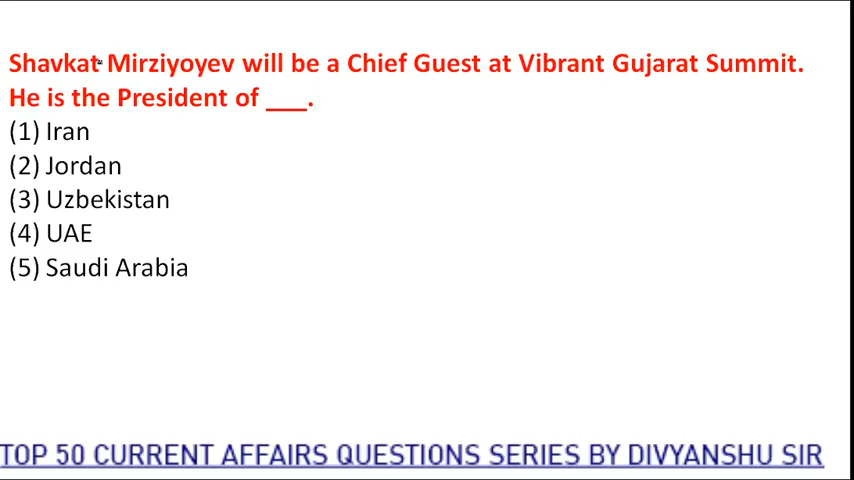 Shavkat Mirziyoyev will be a Chief Guest at Vibrant Gujarat Summit.
He is the President of ___.
(1) Iran
(2) Jordan
(3) Uzbekistan
(4) UAE
(5) Saudi Arabia
TOP 50 CURRENT AFFAIRS QUESTIONS SERIES BY DIVYANSHU SIR